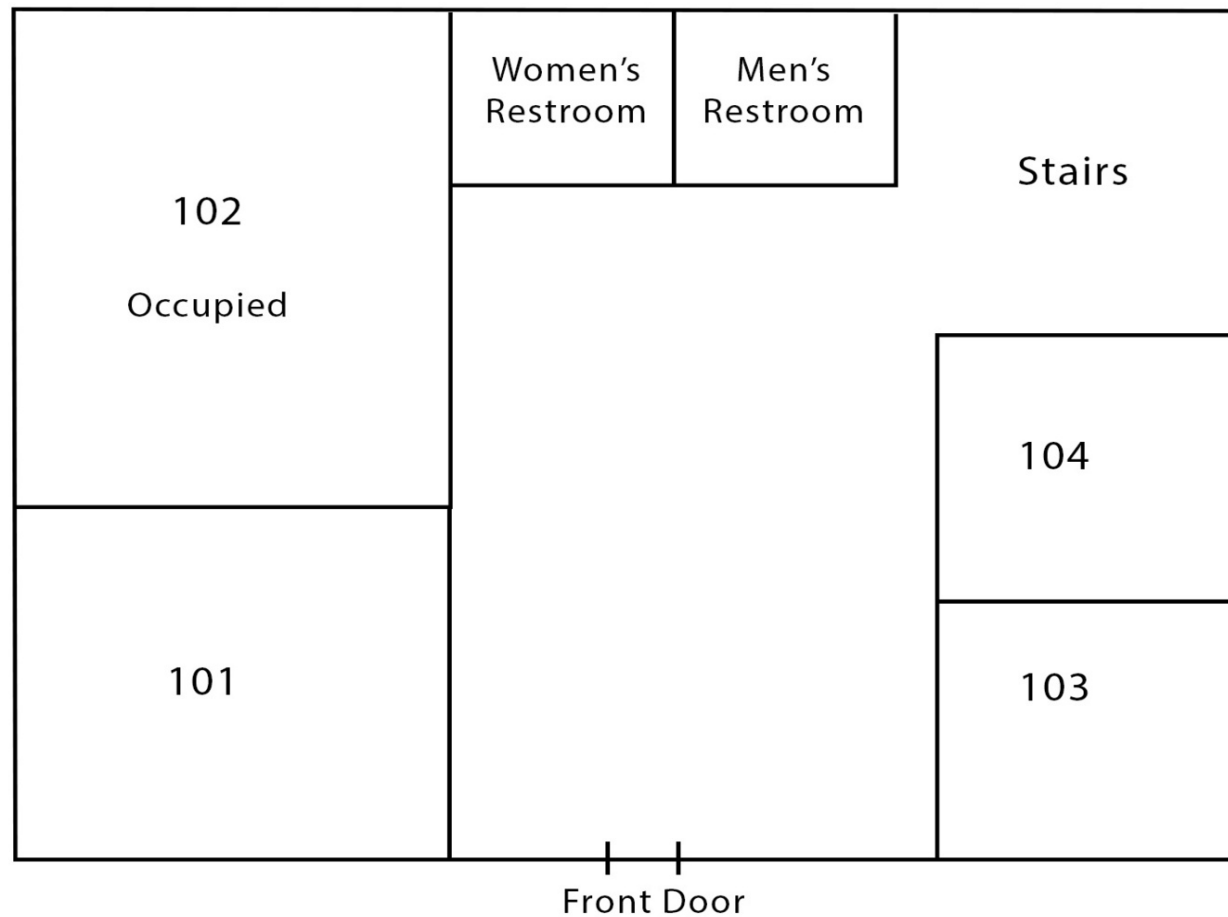 Women’s
Restroom
Men’s
Restroom
Stairs
102
Occupied
104
101
103
Front Door